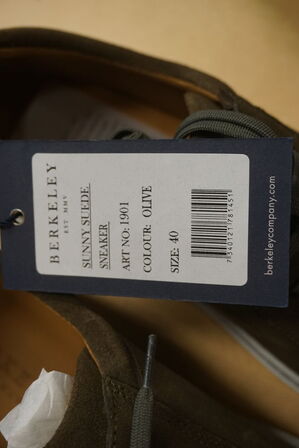 BERKELEY
EST MMV
SUNNY SUEDE
SNEAKER
ART NO: 1901
COLOUR: OLIVE
SIZE: 40
berkeleycompany.com